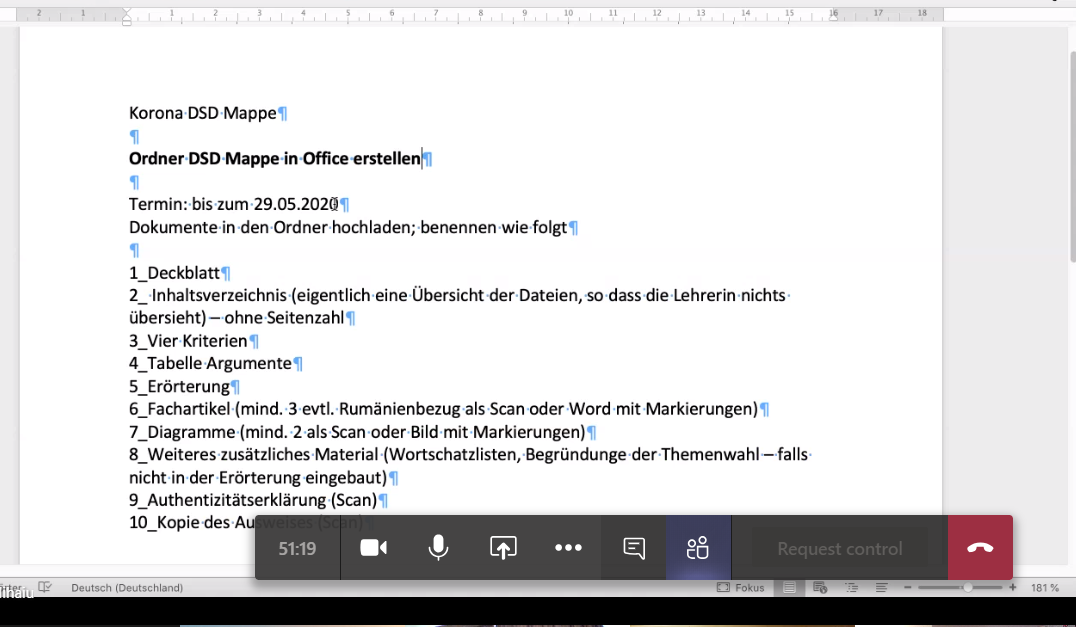 2 1 1 2 3 4 5 6 7 8 9 10 11 12 13 14 15 16 17 18
Korona DSD Mappe¶
¶
Ordner DSD Mappe in Office erstellen¶
¶
Termin: bis zum 29.05.2020¶
Dokumente in den Ordner hochladen; benennen wie folgt¶
¶
1_Deckblatt¶
2_ Inhaltsverzeichnis (eigentlich eine Übersicht der Dateien, so dass die Lehrerin nichts
übersieht) – ohne Seitenzahl¶
3_Vier Kriterien¶
4_Tabelle Argumente¶
5_Erörterung¶
6_Fachartikel (mind. 3 evtl. Rumänienbezug als Scan oder Word mit Markierungen)¶
7_Diagramme (mind. 2 als Scan oder Bild mit Markierungen)¶
8_Weiteres zusätzliches Material (Wortschatzlisten, Begründunge der Themenwahl – falls
nicht in der Erörterung eingebaut)¶
9_Authentizitätserklärung (Scan)¶
10_Kopie des Ausweises (Scan)
51:19
Request control
Deutsch (Deutschland)
Fokus
181 %